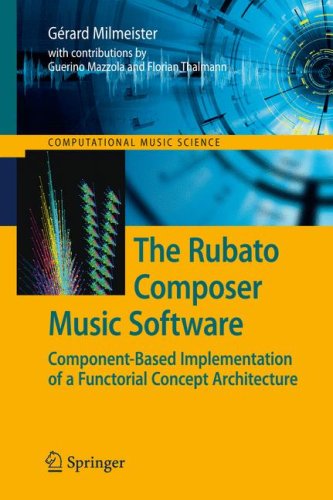 Gérard Milmeister
with contributions by
Guerino Mazzola and Florian Thalmann
COMPUTATIONAL MUSIC SCIENCE
The Rubato
Composer
Music Software
Component-Based Implementation
of a Functorial Concept Architecture
Springer